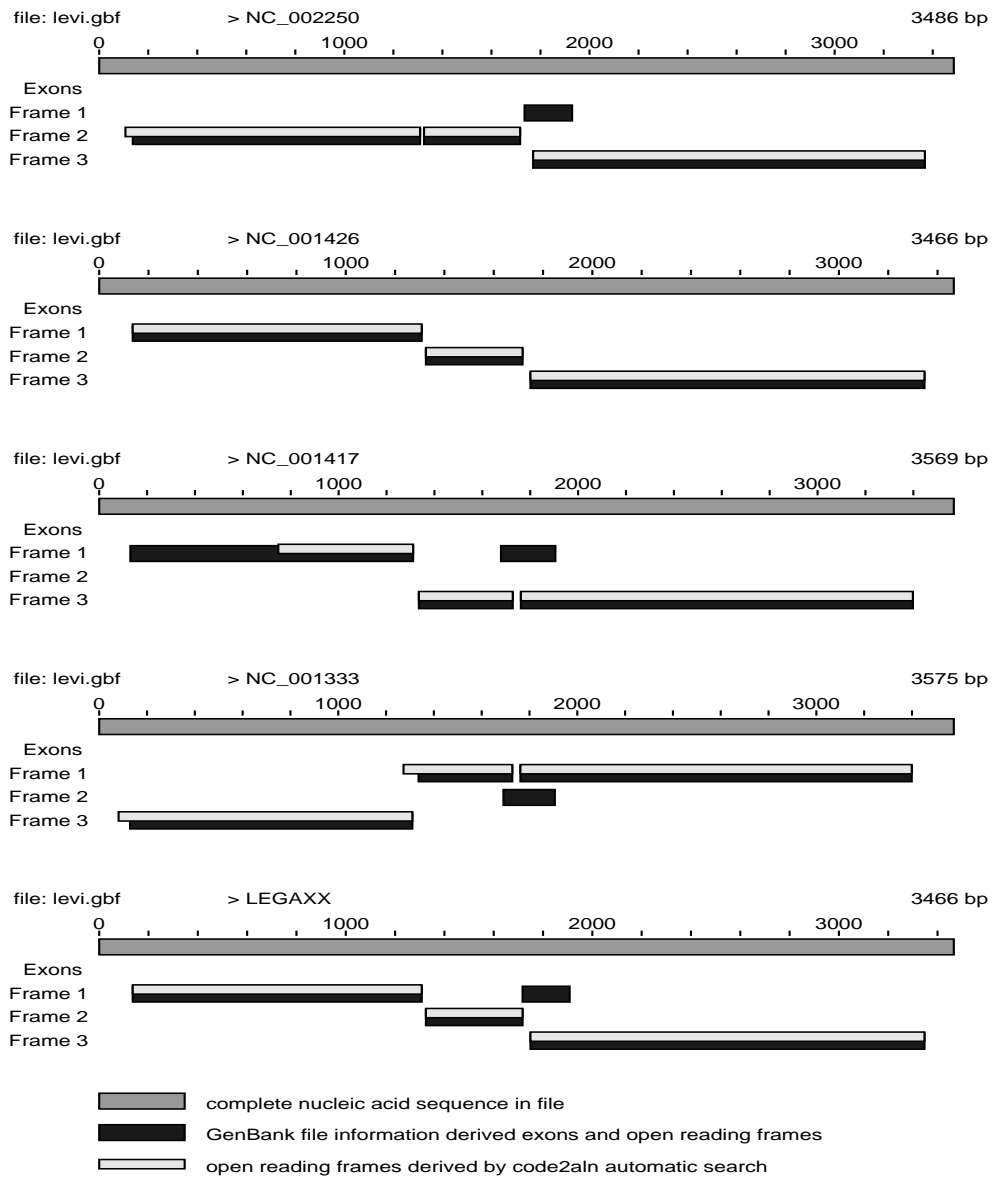 file: levi.gbf > NC_002250 3486 bp
0 1000 2000 3000
Exons
Frame 1
Frame 2
Frame 3
file: levi.gbf > NC_001426 3466 bp
0 1000 2000 3000
Exons
Frame 1
Frame 2
Frame 3
file: levi.gbf > NC_001417 3569 bp
0 1000 2000 3000
Exons
Frame 1
Frame 2
Frame 3
file: levi.gbf > NC_001333 3575 bp
0 1000 2000 3000
Exons
Frame 1
Frame 2
Frame 3
file: levi.gbf > LEGAXX 3466 bp
0 1000 2000 3000
Exons
Frame 1
Frame 2
Frame 3
complete nucleic acid sequence in file
GenBank file information derived exons and open reading frames
open reading frames derived by code2aln automatic search